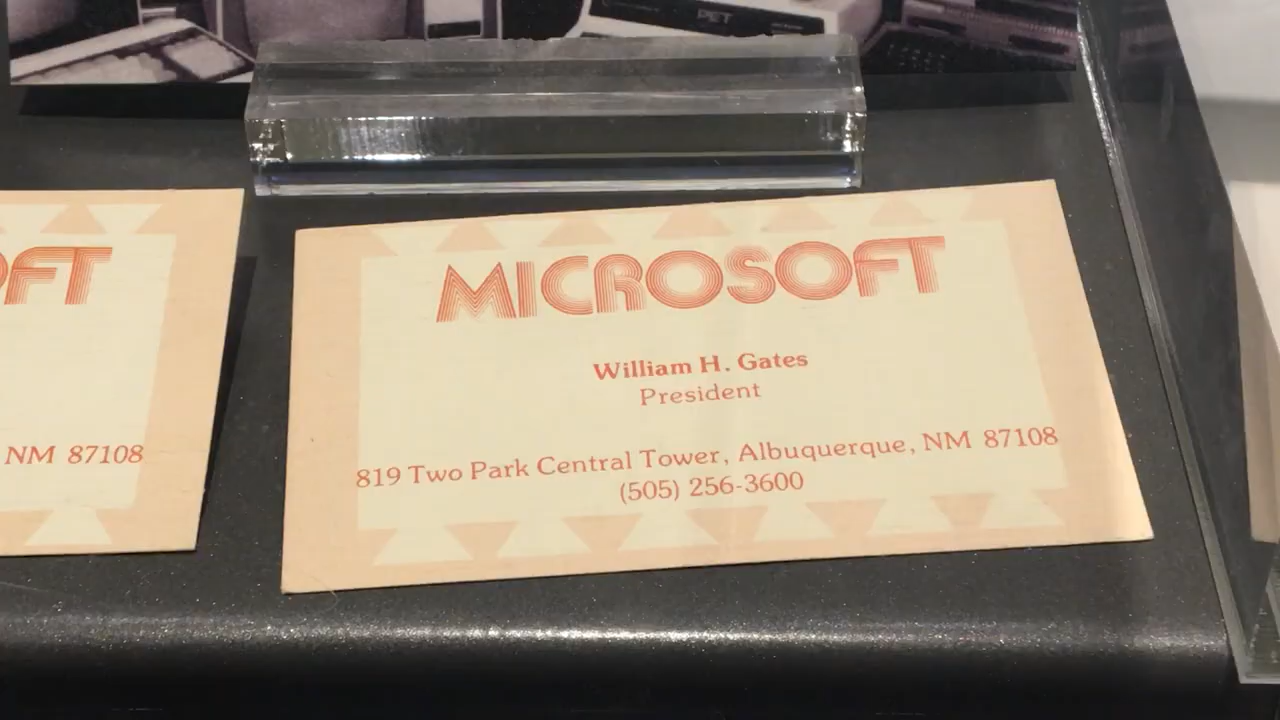 PET
OFT
NM 87108
MICROSOFT
William H. Gates
President
819 Two Park Central Tower, Albuquerque, NM 87108
(505) 256-3600